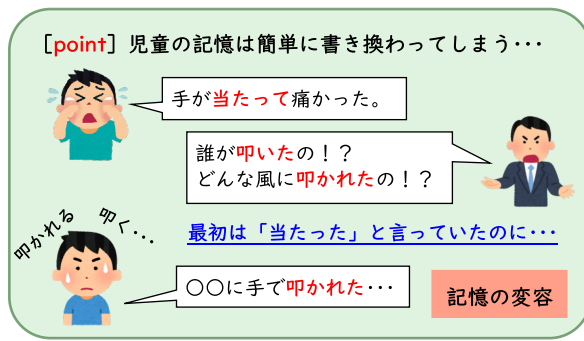 ［point］児童の記憶は簡単に書き換わってしまう･･･
手が当たって痛かった。
誰が叩いたの！？
どんな風に叩かれたの！？
最初は「当たった」と言っていたのに･･･
叩かれる　叩く･･･
〇〇に手で叩かれた･･･
記憶の変容